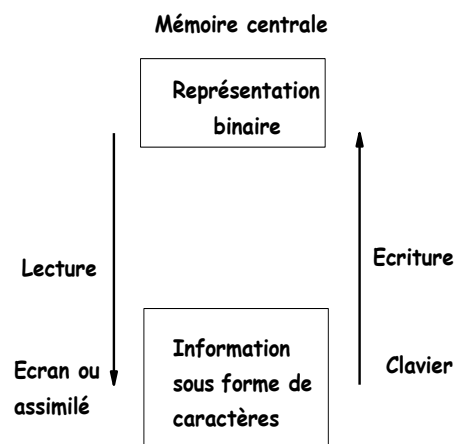 Mémoire centrale
Représentation
binaire
Lecture
Ecriture
Ecran ou
assimilé
Information
sous forme de
caractères
Clavier